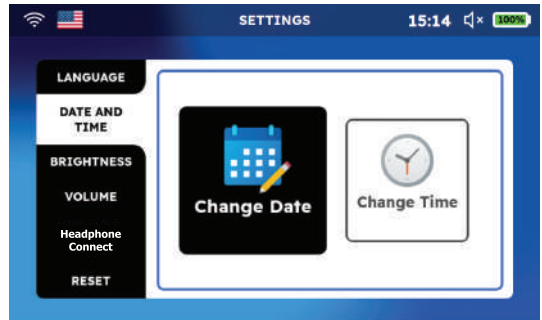 SETTINGS
15:14
100%
LANGUAGE
DATE AND
TIME
BRIGHTNESS
VOLUME
Headphone
Connect
RESET
Change Date
Change Time